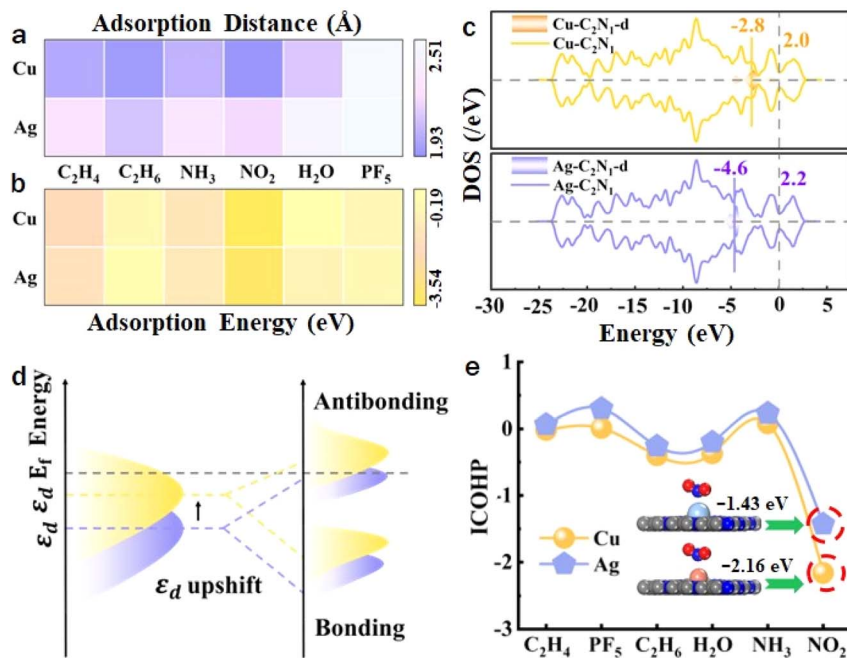 a
Adsorption Distance (Å)
Cu
Ag
2.51
1.93
C₂H₄ C₂H₆ NH₃ NO₂ H₂O PF₅
b
Cu
Ag
-0.19
-3.54
Adsorption Energy (eV)
c
Cu-C₂N₁-d
Cu-C₂N₁
-2.8
2.0
Ag-C₂N₁-d
Ag-C₂N₁
-4.6
2.2
DOS (/eV)
-30 -25 -20 -15 -10 -5 0 5
Energy (eV)
d
εd εd Ef Energy
Antibonding
εd upshift
Bonding
e
ICOHP
1
0
-1
-2
-3
−1.43 eV
−2.16 eV
Cu
Ag
C₂H₄ PF₅ C₂H₆ H₂O NH₃ NO₂